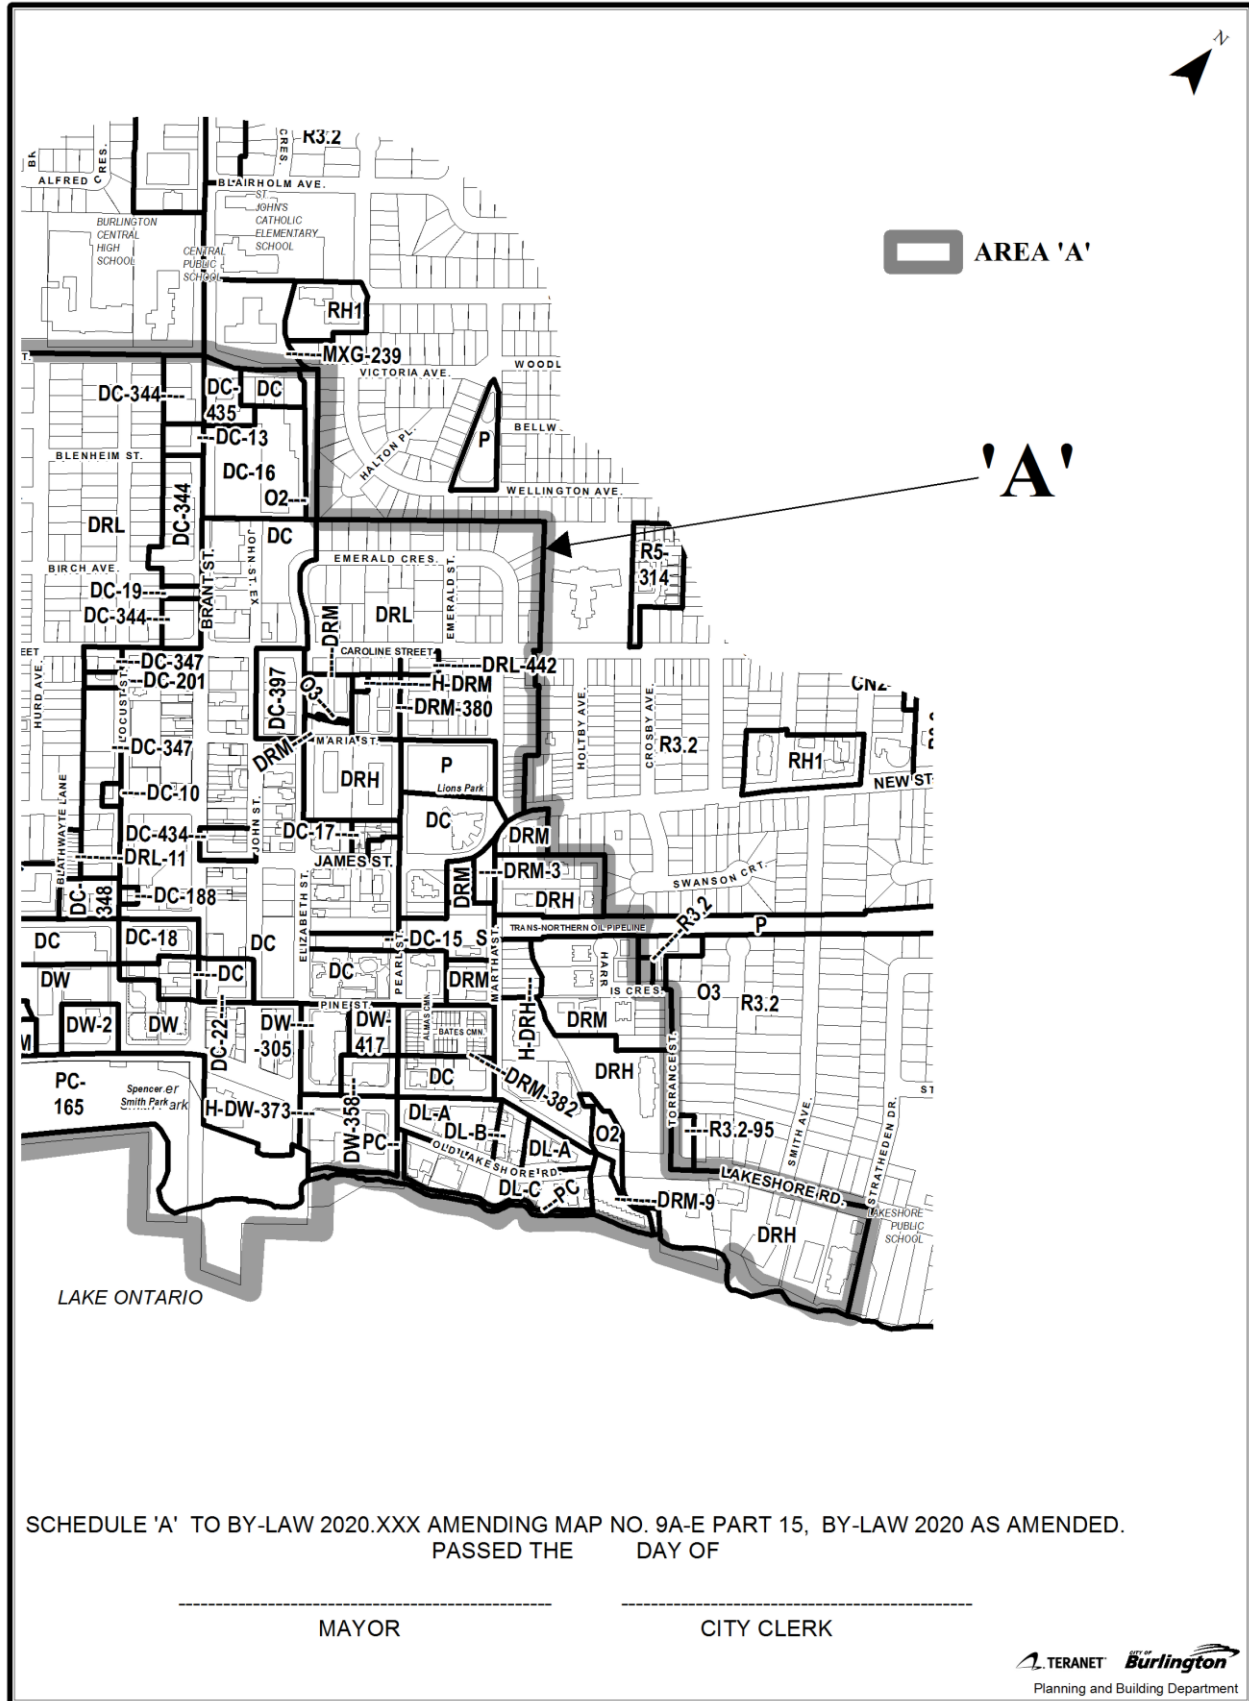 N
R3.2
CRES.
BR
ALFRED CRES.
BLAIRHOLM AVE.
ST.
JOHN'S
CATHOLIC
ELEMENTARY
SCHOOL
BURLINGTON
CENTRAL
HIGH
SCHOOL
CENTRAL
PUBLIC
SCHOOL
AREA 'A'
RH1
T.
MXG-239
VICTORIA AVE.
WOODL
DC-344
DC-
435
DC
BELLW
DC-13
P
BLENHEIM ST.
HALTON PL.
DC-16
'A'
O2
WELLINGTON AVE.
DC-344
DRL
DC
JOHN ST. EX
EMERALD CRES.
EMERALD ST.
R5-
314
BIRCH AVE.
DC-19
BRANT ST.
DC-344
DRM
DRL
EET
CAROLINE STREET
DC-347
DC-201
DRL-442
H-DRM
DRM-380
HURD AVE.
LOCUST ST.
DC-397
O3
CN2-
HOLTBY AVE.
CROSBY AVE.
DC-347
DRM
MARIA ST.
R3.2
P
Lions Park
RH1
NEW ST
DRH
DC-10
BLATHWAYTE LANE
JOHN ST.
DC-434
DC-17
DC
DRM
DRL-11
JAMES ST.
DRM-3
DRM
SWANSON CRT.
DC-
348
DC-188
ELIZABETH ST.
DRH
R3.2
TRANS-NORTHERN OIL PIPELINE
P
DC
DC-18
DC
DC-15
S
PEARL ST.
MARTHA ST.
HARR
IS CRES.
DW
DC
DC
DRM
O3
R3.2
PINE ST.
DW-2
DW
DC-22
DW
-305
DW-
417
ALMAS CMN.
BATES CMN.
H-DRH
DRM
M
TORRANCE ST.
PC-
165
Spencer
Smith Park
DC
DRM-382
DRH
H-DW-373
DW-358
DL-A
DL-B
O2
R3.2-95
SMITH AVE.
STRATHEDEN DR.
ST
PC
OLD LAKESHORE RD.
DL-A
DL-C
PC
LAKESHORE RD.
DRM-9
LAKESHORE
PUBLIC
SCHOOL
DRH
LAKE ONTARIO
SCHEDULE 'A' TO BY-LAW 2020.XXX AMENDING MAP NO. 9A-E PART 15, BY-LAW 2020 AS AMENDED.
PASSED THE DAY OF
MAYOR CITY CLERK
TERANET CITY OF Burlington
Planning and Building Department